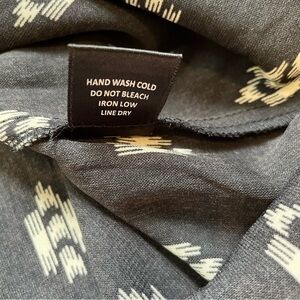 HAND WASH COLD
DO NOT BLEACH
IRON LOW
LINE DRY